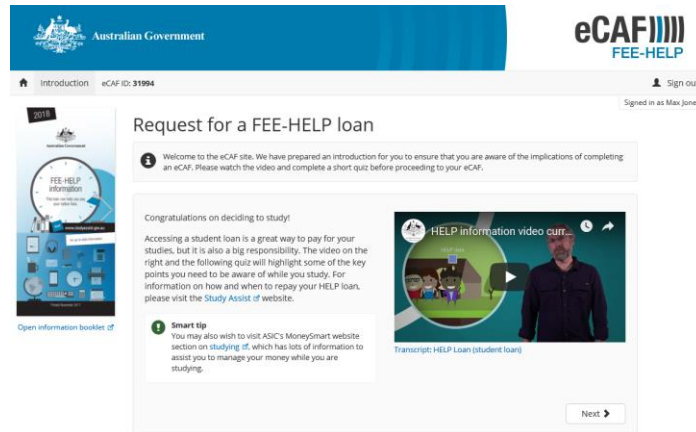 Australian Government
eCAF
FEE-HELP
Introduction eCAF ID: 31994
Sign ou
Signed in as Max Jone
2018
Australian Government
FEE-HELP
information
Open information booklet
Request for a FEE-HELP loan
Welcome to the eCAF site. We have prepared an introduction for you to ensure that you are aware of the implications of completing
an eCAF. Please watch the video and complete a short quiz before proceeding to your eCAF.
Congratulations on deciding to study!
Accessing a student loan is a great way to pay for your
studies, but it is also a big responsibility. The video on the
right and the following quiz will highlight some of the key
points you need to be aware of while you study. For
information on how and when to repay your HELP loan,
please visit the Study Assist website.
Smart tip
You may also wish to visit ASIC's MoneySmart website
section on studying, which has lots of information to
assist you to manage your money while you are
studying.
HELP information video curr...
Transcript: HELP Loan (student loan)
Next